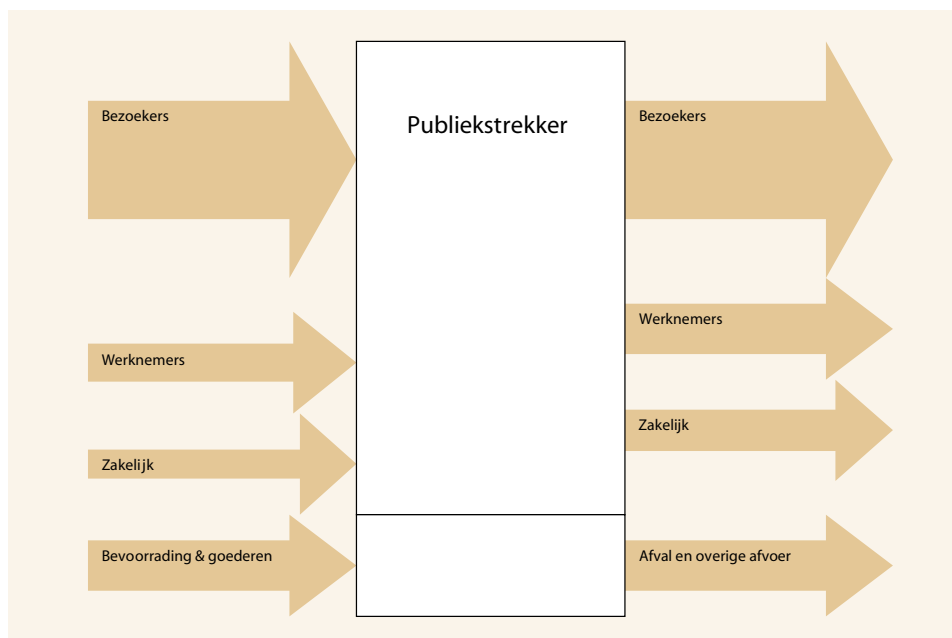 Bezoekers
Publiekstrekker
Bezoekers
Werknemers
Werknemers
Zakelijk
Zakelijk
Bevoorrading & goederen
Afval en overige afvoer